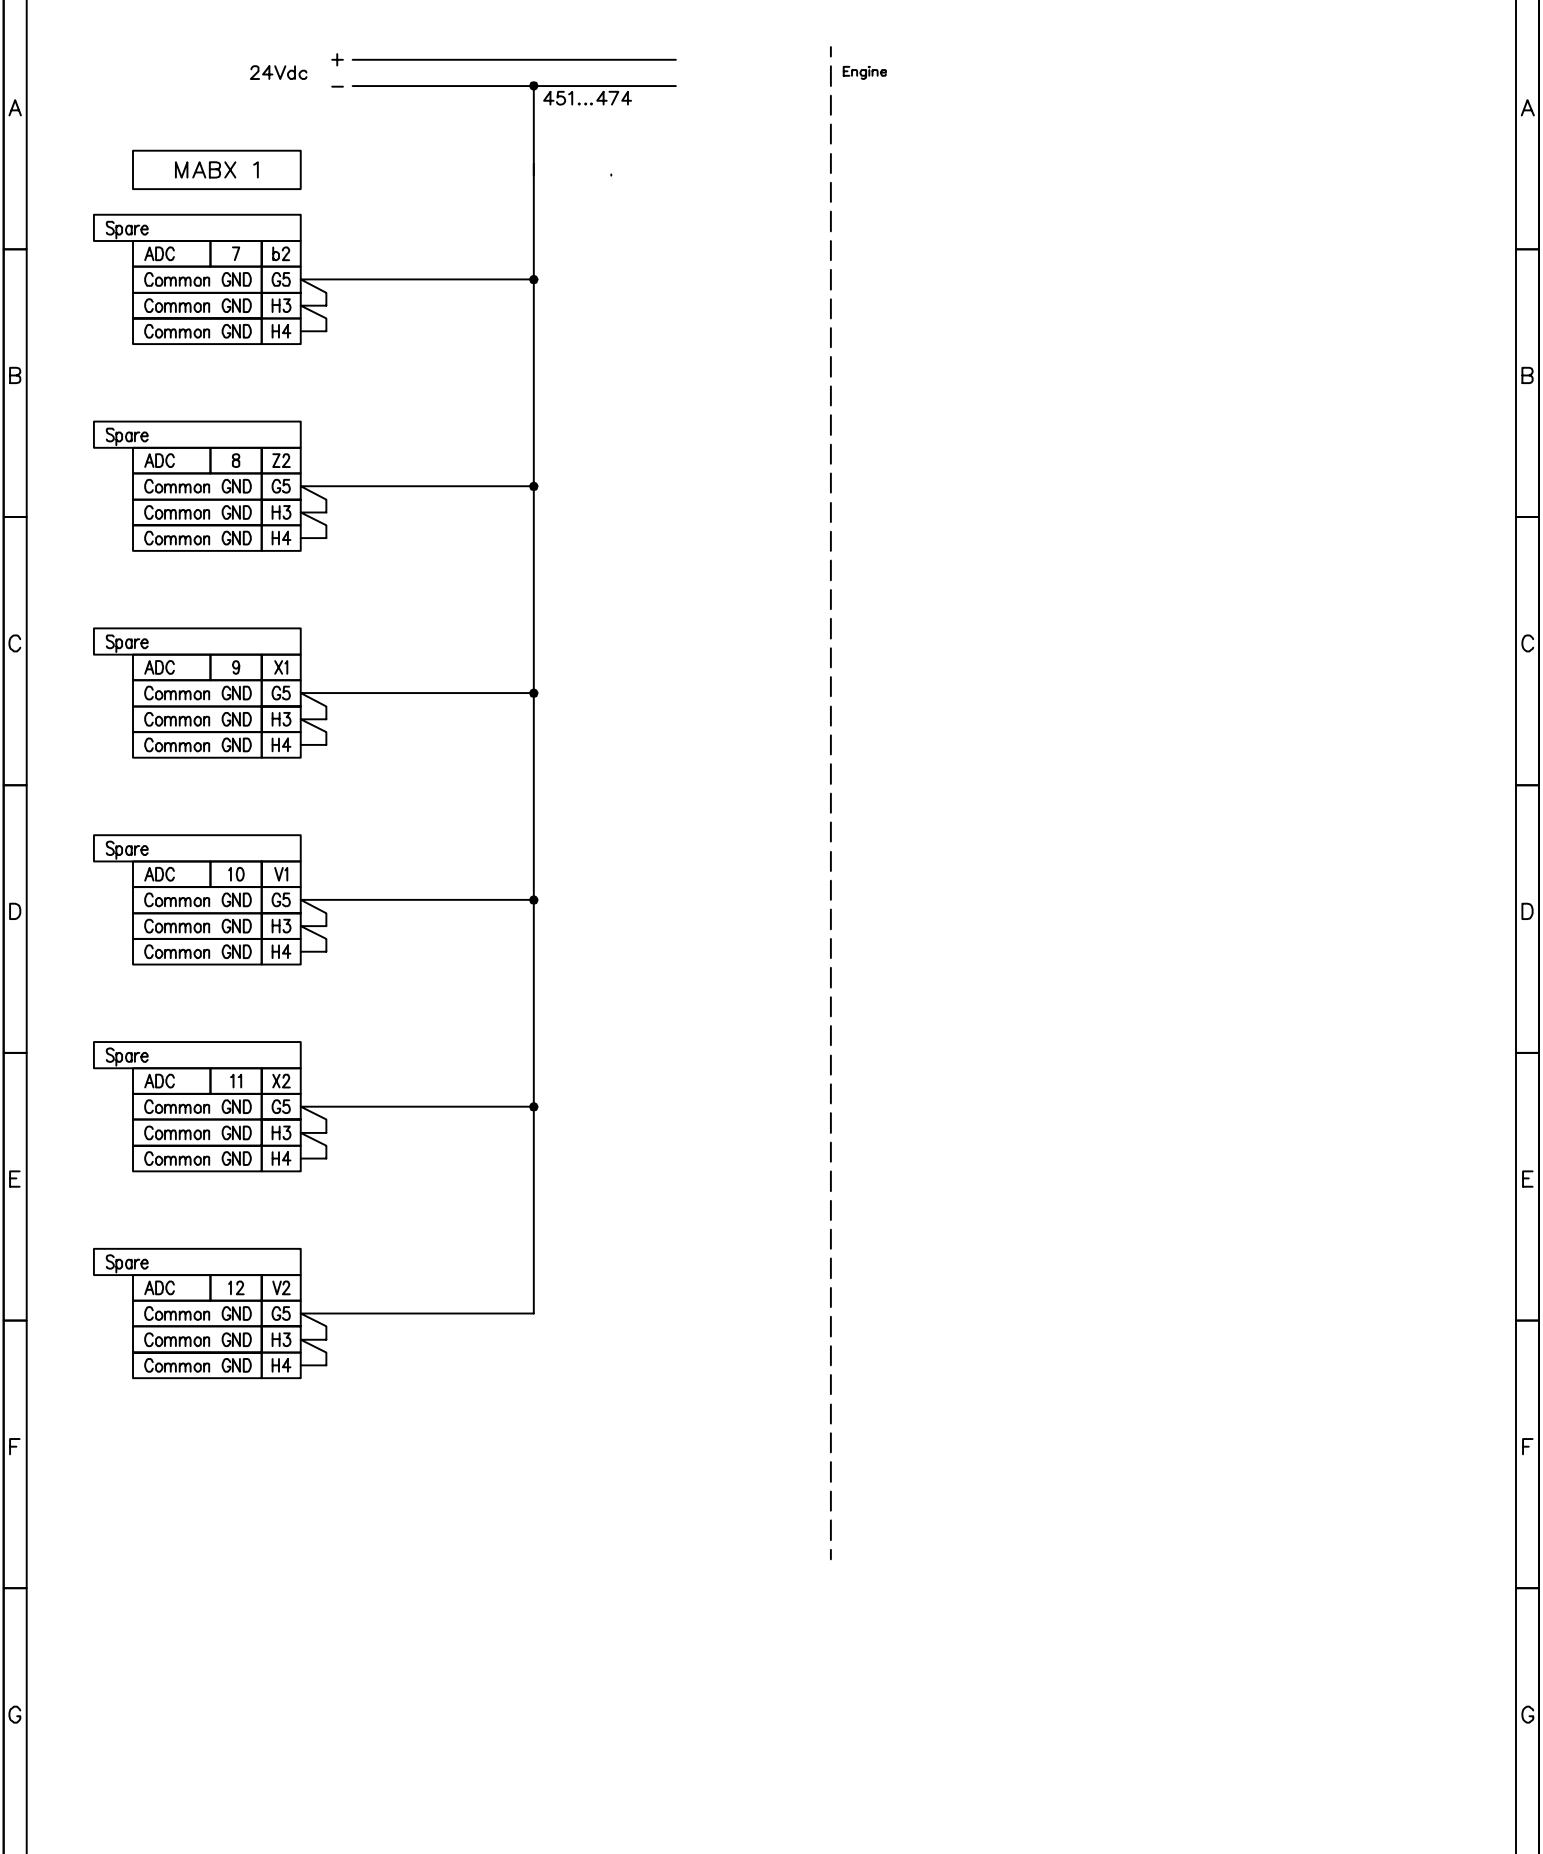 +
24Vdc
Engine
−
451...474
A
A
MABX 1
Spare
ADC 7 b2
Common GND G5
Common GND H3
Common GND H4
B
B
Spare
ADC 8 Z2
Common GND G5
Common GND H3
Common GND H4
C
C
Spare
ADC 9 X1
Common GND G5
Common GND H3
Common GND H4
Spare
ADC 10 V1
Common GND G5
D
D
Common GND H3
Common GND H4
Spare
ADC 11 X2
Common GND G5
Common GND H3
Common GND H4
E
E
Spare
ADC 12 V2
Common GND G5
Common GND H3
Common GND H4
F
F
G
G